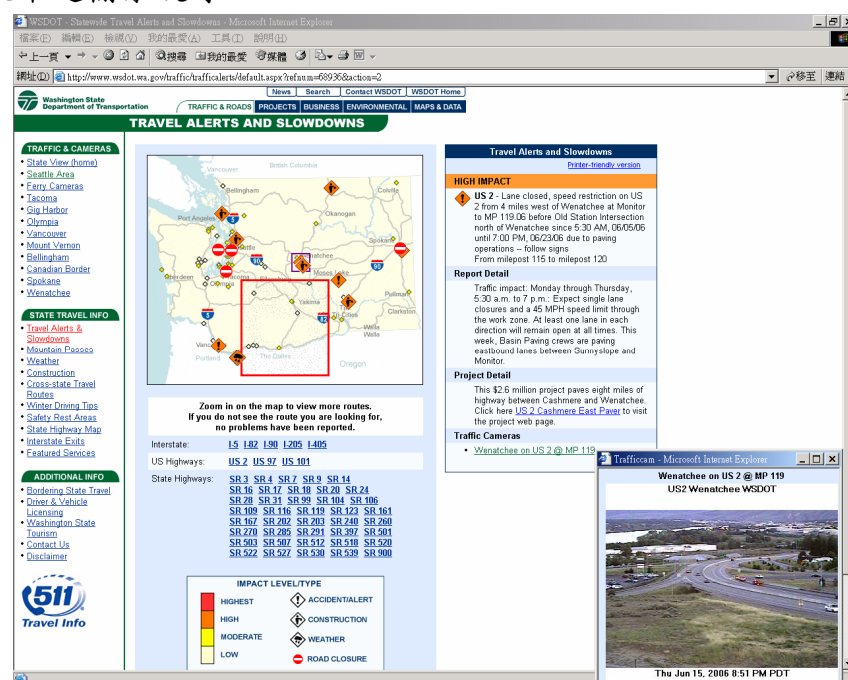 WSDOT - Statewide Travel Alerts and Slowdowns - Microsoft Internet Explorer
檔案(F) 編輯(E) 檢視(V) 我的最愛(A) 工具(T) 說明(H)
上一頁 搜尋 我的最愛 媒體
網址(D) http://www.wsdot.wa.gov/traffic/trafficalerts/default.aspx?refnum=68936&action=2 移至 連結
News Search Contact WSDOT WSDOT Home
Washington State
Department of Transportation
TRAFFIC & ROADS PROJECTS BUSINESS ENVIRONMENTAL MAPS & DATA
TRAVEL ALERTS AND SLOWDOWNS
TRAFFIC & CAMERAS
• State View (home)
• Seattle Area
• Ferry Cameras
• Tacoma
• Gig Harbor
• Olympia
• Vancouver
• Mount Vernon
• Bellingham
• Canadian Border
• Spokane
• Wenatchee
STATE TRAVEL INFO
• Travel Alerts &
Slowdowns
• Mountain Passes
• Weather
• Construction
• Cross-state Travel
Routes
• Winter Driving Tips
• Safety Rest Areas
• State Highway Map
• Interstate Exits
• Featured Services
ADDITIONAL INFO
• Bordering State Travel
• Driver & Vehicle
Licensing
• Washington State
Tourism
• Contact Us
• Disclaimer
511
Travel Info
Vancouver British Columbia
Bellingham Colville
Okanogan
Port Angeles 5
Spokane
90 90
Moses Lake
Aberdeen Olympia Tacoma
Pullman
Yakima
5 82 Tri-Cities Clarkston
Walla
Walla
Portland The Dalles Oregon
Zoom in on the map to view more routes.
If you do not see the route you are looking for,
no problems have been reported.
Interstate: I-5 I-82 I-90 I-205 I-405
US Highways: US 2 US 97 US 101
State Highways: SR 3 SR 4 SR 7 SR 9 SR 14
SR 16 SR 17 SR 18 SR 20 SR 24
SR 28 SR 31 SR 99 SR 104 SR 106
SR 109 SR 116 SR 119 SR 123 SR 161
SR 167 SR 202 SR 203 SR 240 SR 260
SR 270 SR 285 SR 291 SR 397 SR 501
SR 503 SR 507 SR 512 SR 518 SR 520
SR 522 SR 527 SR 530 SR 539 SR 900
IMPACT LEVEL/TYPE
HIGHEST ACCIDENT/ALERT
HIGH CONSTRUCTION
MODERATE WEATHER
LOW ROAD CLOSURE
Travel Alerts and Slowdowns
Printer-friendly version
HIGH IMPACT
US 2 - Lane closed, speed restriction on US
2 from 4 miles west of Wenatchee at Monitor
to MP 119.06 before Old Station Intersection
north of Wenatchee since 5:30 AM, 06/05/06
until 7:00 PM, 06/23/06 due to paving
operations -- follow signs
From milepost 115 to milepost 120
Report Detail
Traffic impact: Monday through Thursday,
5:30 a.m. to 7 p.m.: Expect single lane
closures and a 45 MPH speed limit through
the work zone. At least one lane in each
direction will remain open at all times. This
week, Basin Paving crews are paving
eastbound lanes between Sunnyslope and
Monitor.
Project Detail
This $2.6 million project paves eight miles of
highway between Cashmere and Wenatchee.
Click here US 2 Cashmere East Paver to visit
the project web page.
Traffic Cameras
• Wenatchee on US 2 @ MP 119
Trafficcam - Microsoft Internet Explorer
Wenatchee on US 2 @ MP 119
US2 Wenatchee WSDOT
Thu Jun 15, 2006 8:51 PM PDT